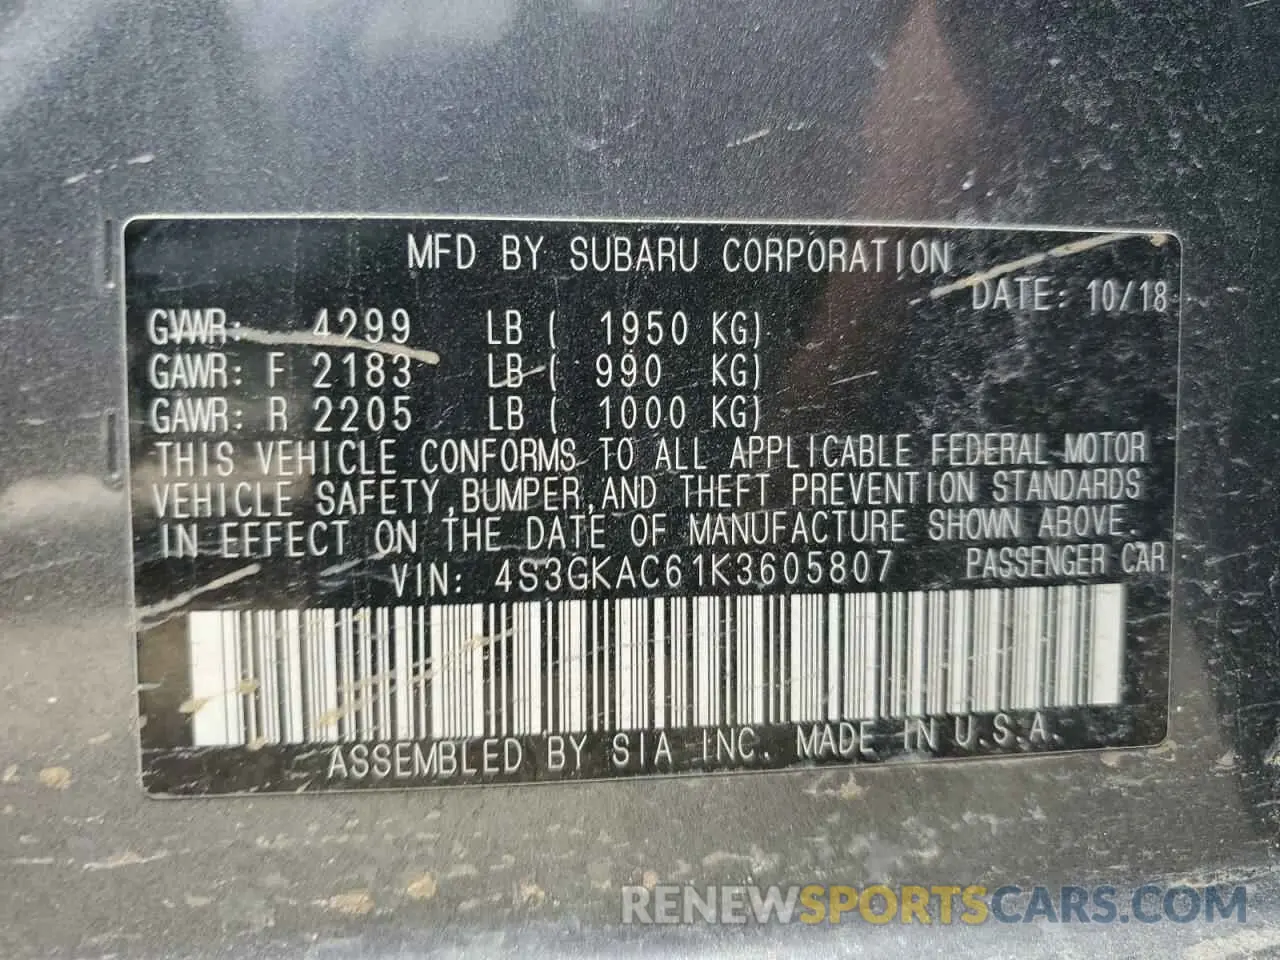 MFD BY SUBARU CORPORATION
DATE: 10/18
GVWR: 4299 LB ( 1950 KG)
GAWR: F 2183 LB ( 990 KG)
GAWR: R 2205 LB ( 1000 KG)
THIS VEHICLE CONFORMS TO ALL APPLICABLE FEDERAL MOTOR
VEHICLE SAFETY,BUMPER,AND THEFT PREVENTION STANDARDS
IN EFFECT ON THE DATE OF MANUFACTURE SHOWN ABOVE.
VIN: 4S3GKAC61K3605807 PASSENGER CAR
ASSEMBLED BY SIA INC. MADE IN U.S.A.
RENEWSPORTSCARS.COM